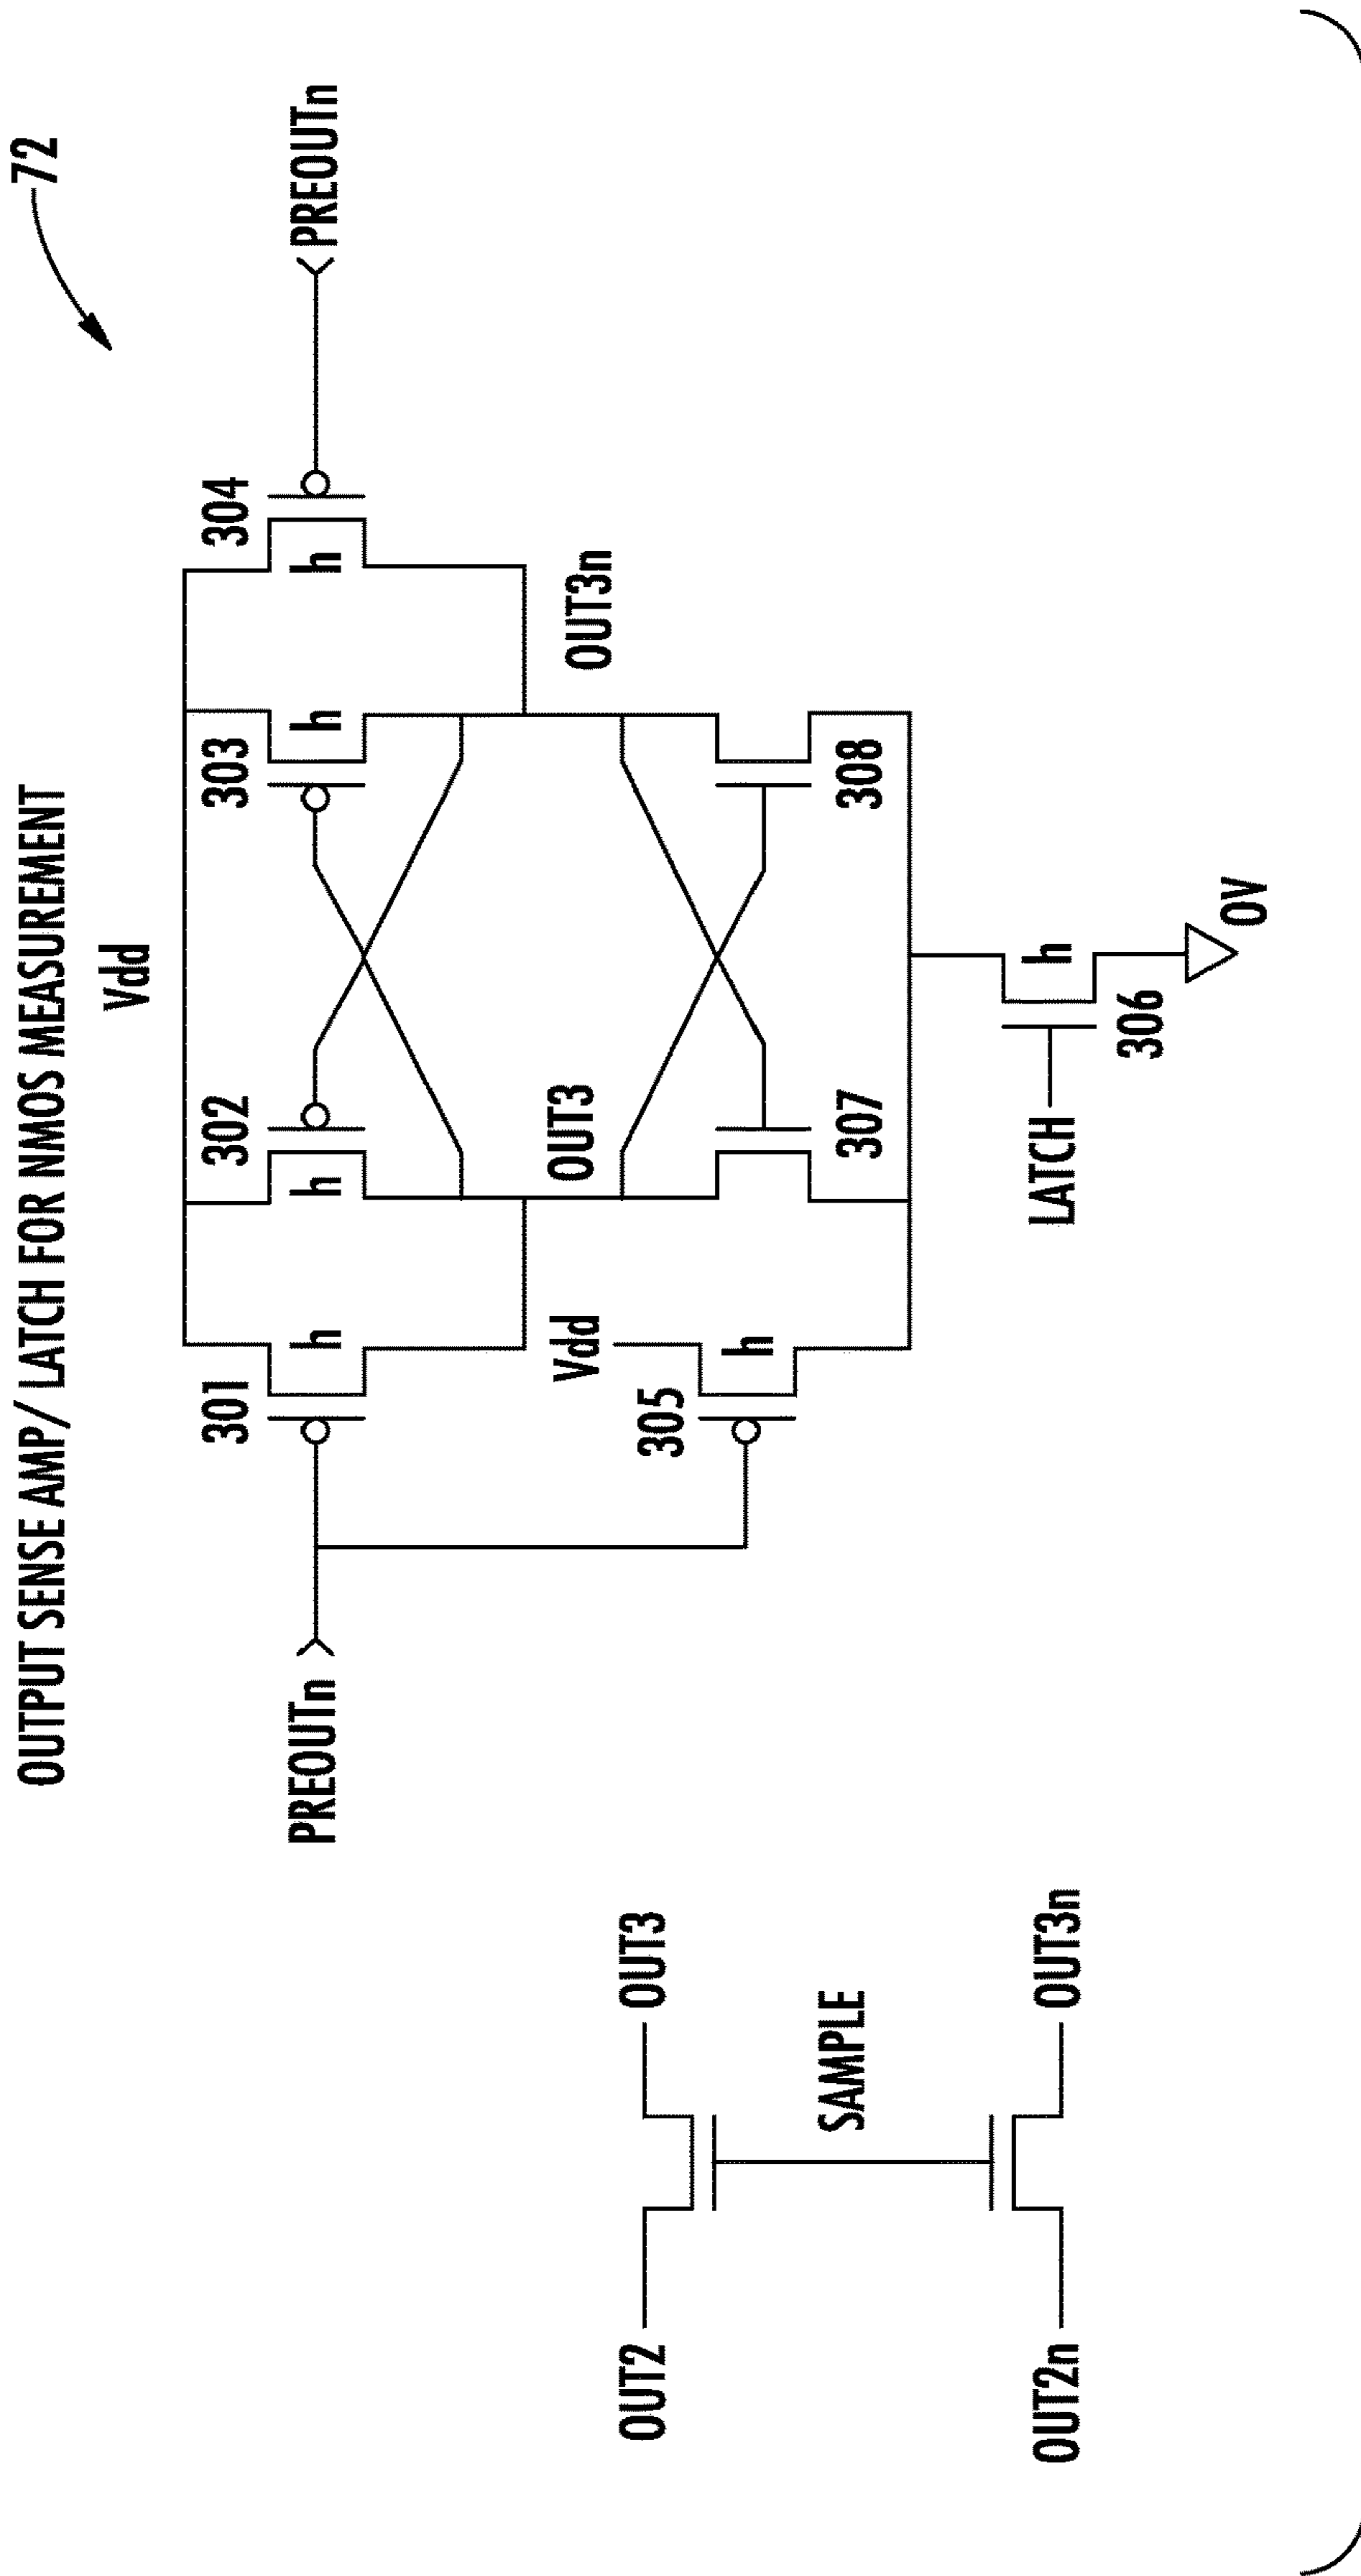 OUTPUT SENSE AMP/ LATCH FOR NMOS MEASUREMENT
72
Vdd
301
302
303
304
h
h
h
h
PREOUTn
PREOUTn
OUT3
OUT3n
Vdd
305
h
307
308
LATCH
306
h
0V
OUT2
OUT3
SAMPLE
OUT2n
OUT3n